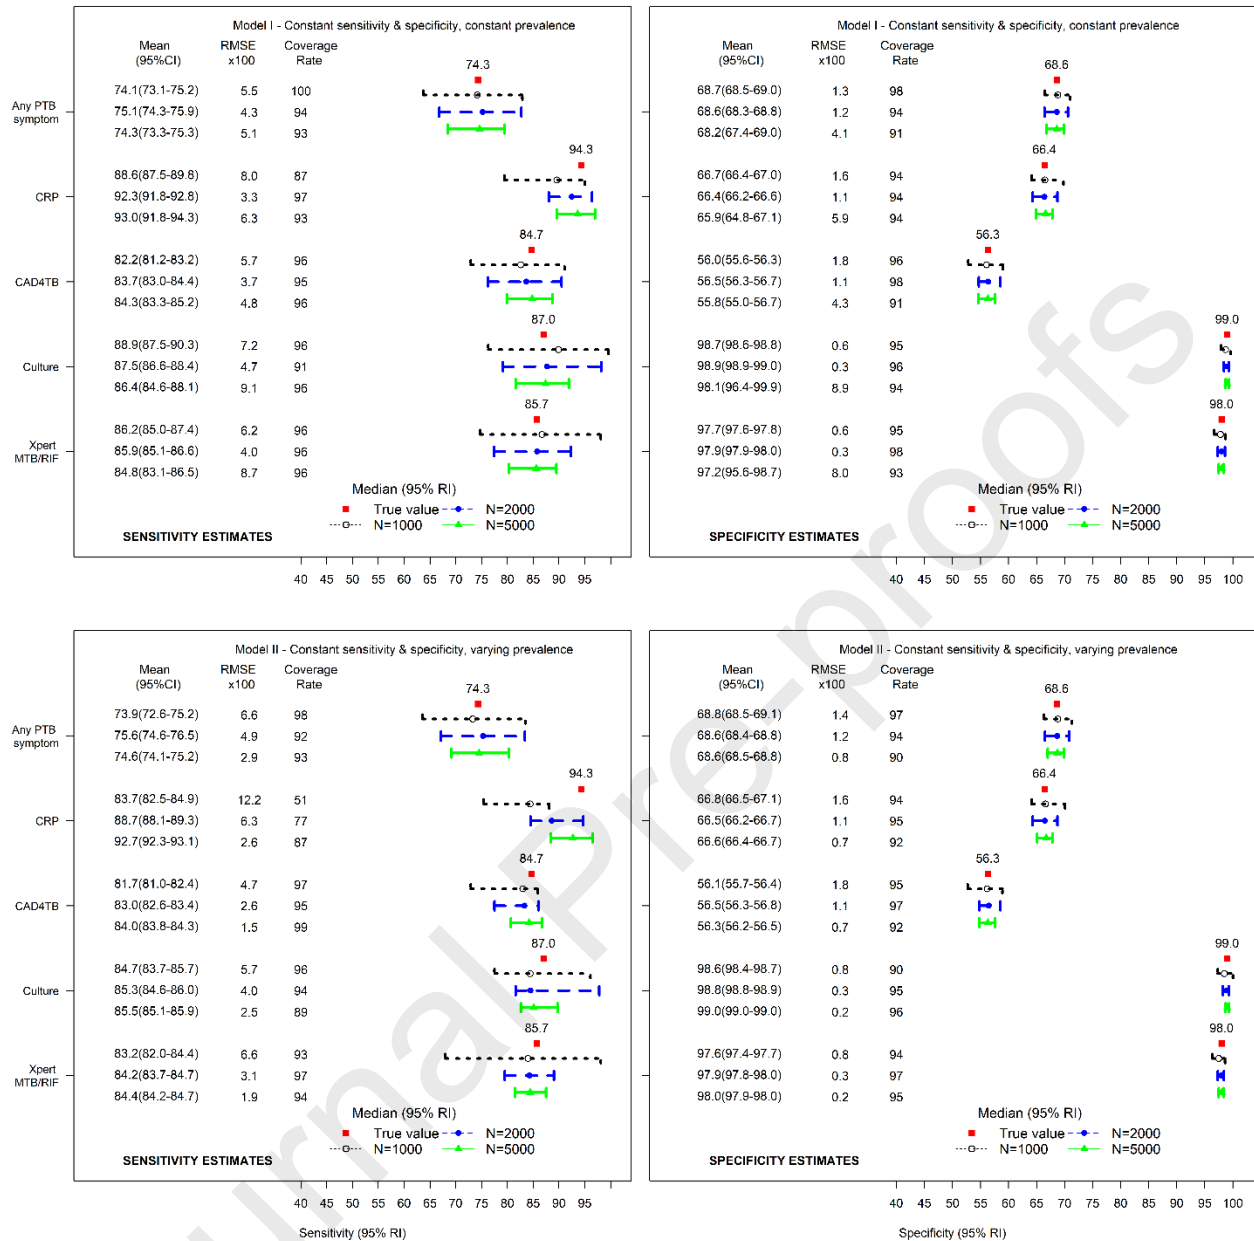 Model I - Constant sensitivity & specificity, constant prevalence
Mean RMSE Coverage
(95%CI) x100 Rate
74.3
74.1(73.1-75.2) 5.5 100
Any PTB symptom
75.1(74.3-75.9) 4.3 94
74.3(73.3-75.3) 5.1 93
94.3
88.6(87.5-89.8) 8.0 87
CRP 92.3(91.8-92.8) 3.3 97
93.0(91.8-94.3) 6.3 93
84.7
82.2(81.2-83.2) 5.7 96
CAD4TB 83.7(83.0-84.4) 3.7 95
84.3(83.3-85.2) 4.8 96
87.0
88.9(87.5-90.3) 7.2 96
Culture 87.5(86.6-88.4) 4.7 91
86.4(84.6-88.1) 9.1 96
85.7
86.2(85.0-87.4) 6.2 96
Xpert MTB/RIF
85.9(85.1-86.6) 4.0 96
84.8(83.1-86.5) 8.7 96
Median (95% RI)
True value N=2000
N=1000 N=5000
SENSITIVITY ESTIMATES
40 45 50 55 60 65 70 75 80 85 90 95
Model I - Constant sensitivity & specificity, constant prevalence
Mean RMSE Coverage
(95%CI) x100 Rate
68.6
68.7(68.5-69.0) 1.3 98
68.6(68.3-68.8) 1.2 94
68.2(67.4-69.0) 4.1 91
66.4
66.7(66.4-67.0) 1.6 94
66.4(66.2-66.6) 1.1 94
65.9(64.8-67.1) 5.9 94
56.3
56.0(55.6-56.3) 1.8 96
56.5(56.3-56.7) 1.1 98
55.8(55.0-56.7) 4.3 91
99.0
98.7(98.6-98.8) 0.6 95
98.9(98.9-99.0) 0.3 96
98.1(96.4-99.9) 8.9 94
98.0
97.7(97.6-97.8) 0.6 95
97.9(97.9-98.0) 0.3 98
97.2(95.6-98.7) 8.0 93
Median (95% RI)
True value N=2000
N=1000 N=5000
SPECIFICITY ESTIMATES
40 45 50 55 60 65 70 75 80 85 90 95 100
Model II - Constant sensitivity & specificity, varying prevalence
Mean RMSE Coverage
(95%CI) x100 Rate
74.3
73.9(72.6-75.2) 6.6 98
Any PTB symptom
75.6(74.6-76.5) 4.9 92
74.6(74.1-75.2) 2.9 93
94.3
83.7(82.5-84.9) 12.2 51
CRP 88.7(88.1-89.3) 6.3 77
92.7(92.3-93.1) 2.6 87
84.7
81.7(81.0-82.4) 4.7 97
CAD4TB 83.0(82.6-83.4) 2.6 95
84.0(83.8-84.3) 1.5 99
87.0
84.7(83.7-85.7) 5.7 96
Culture 85.3(84.6-86.0) 4.0 94
85.5(85.1-85.9) 2.5 89
85.7
83.2(82.0-84.4) 6.6 93
Xpert MTB/RIF
84.2(83.7-84.7) 3.1 97
84.4(84.2-84.7) 1.9 94
Median (95% RI)
True value N=2000
N=1000 N=5000
SENSITIVITY ESTIMATES
40 45 50 55 60 65 70 75 80 85 90 95
Sensitivity (95% RI)
Model II - Constant sensitivity & specificity, varying prevalence
Mean RMSE Coverage
(95%CI) x100 Rate
68.6
68.8(68.5-69.1) 1.4 97
68.6(68.4-68.8) 1.2 94
68.6(68.5-68.8) 0.8 90
66.4
66.8(66.5-67.1) 1.6 94
66.5(66.2-66.7) 1.1 95
66.6(66.4-66.7) 0.7 92
56.3
56.1(55.7-56.4) 1.8 95
56.5(56.3-56.8) 1.1 97
56.3(56.2-56.5) 0.7 92
99.0
98.6(98.4-98.7) 0.8 90
98.8(98.8-98.9) 0.3 95
99.0(99.0-99.0) 0.2 96
98.0
97.6(97.4-97.7) 0.8 94
97.9(97.8-98.0) 0.3 97
98.0(97.9-98.0) 0.2 95
Median (95% RI)
True value N=2000
N=1000 N=5000
SPECIFICITY ESTIMATES
40 45 50 55 60 65 70 75 80 85 90 95 100
Specificity (95% RI)
urnal Pre-proofs